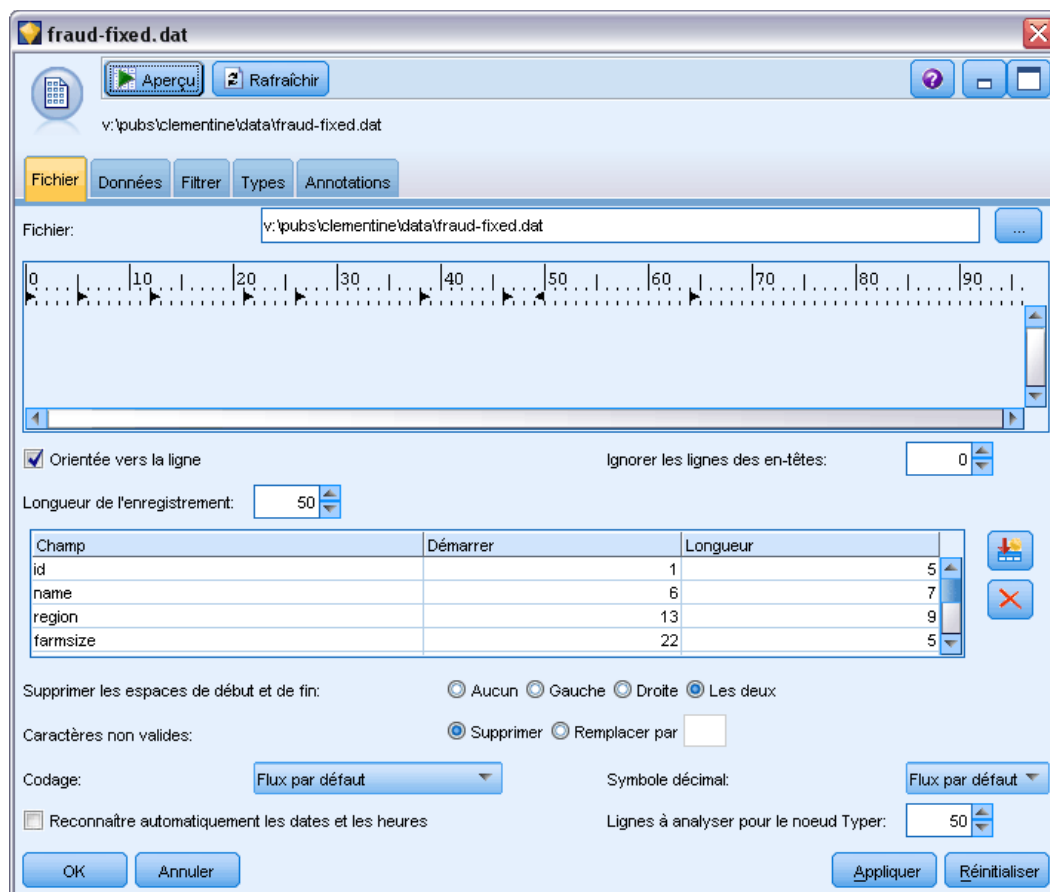 fraud-fixed.dat
Aperçu Rafraîchir
v:\pubs\clementine\data\fraud-fixed.dat
Fichier Données Filtrer Types Annotations
Fichier: v:\pubs\clementine\data\fraud-fixed.dat ...
0 10 20 30 40 50 60 70 80 90
Orientée vers la ligne Ignorer les lignes des en-têtes: 0
Longueur de l'enregistrement: 50
Champ Démarrer Longueur
id 1 5
name 6 7
region 13 9
farmsize 22 5
Supprimer les espaces de début et de fin: Aucun Gauche Droite Les deux
Caractères non valides: Supprimer Remplacer par
Codage: Flux par défaut Symbole décimal: Flux par défaut
Reconnaître automatiquement les dates et les heures Lignes à analyser pour le noeud Typer: 50
OK Annuler Appliquer Réinitialiser